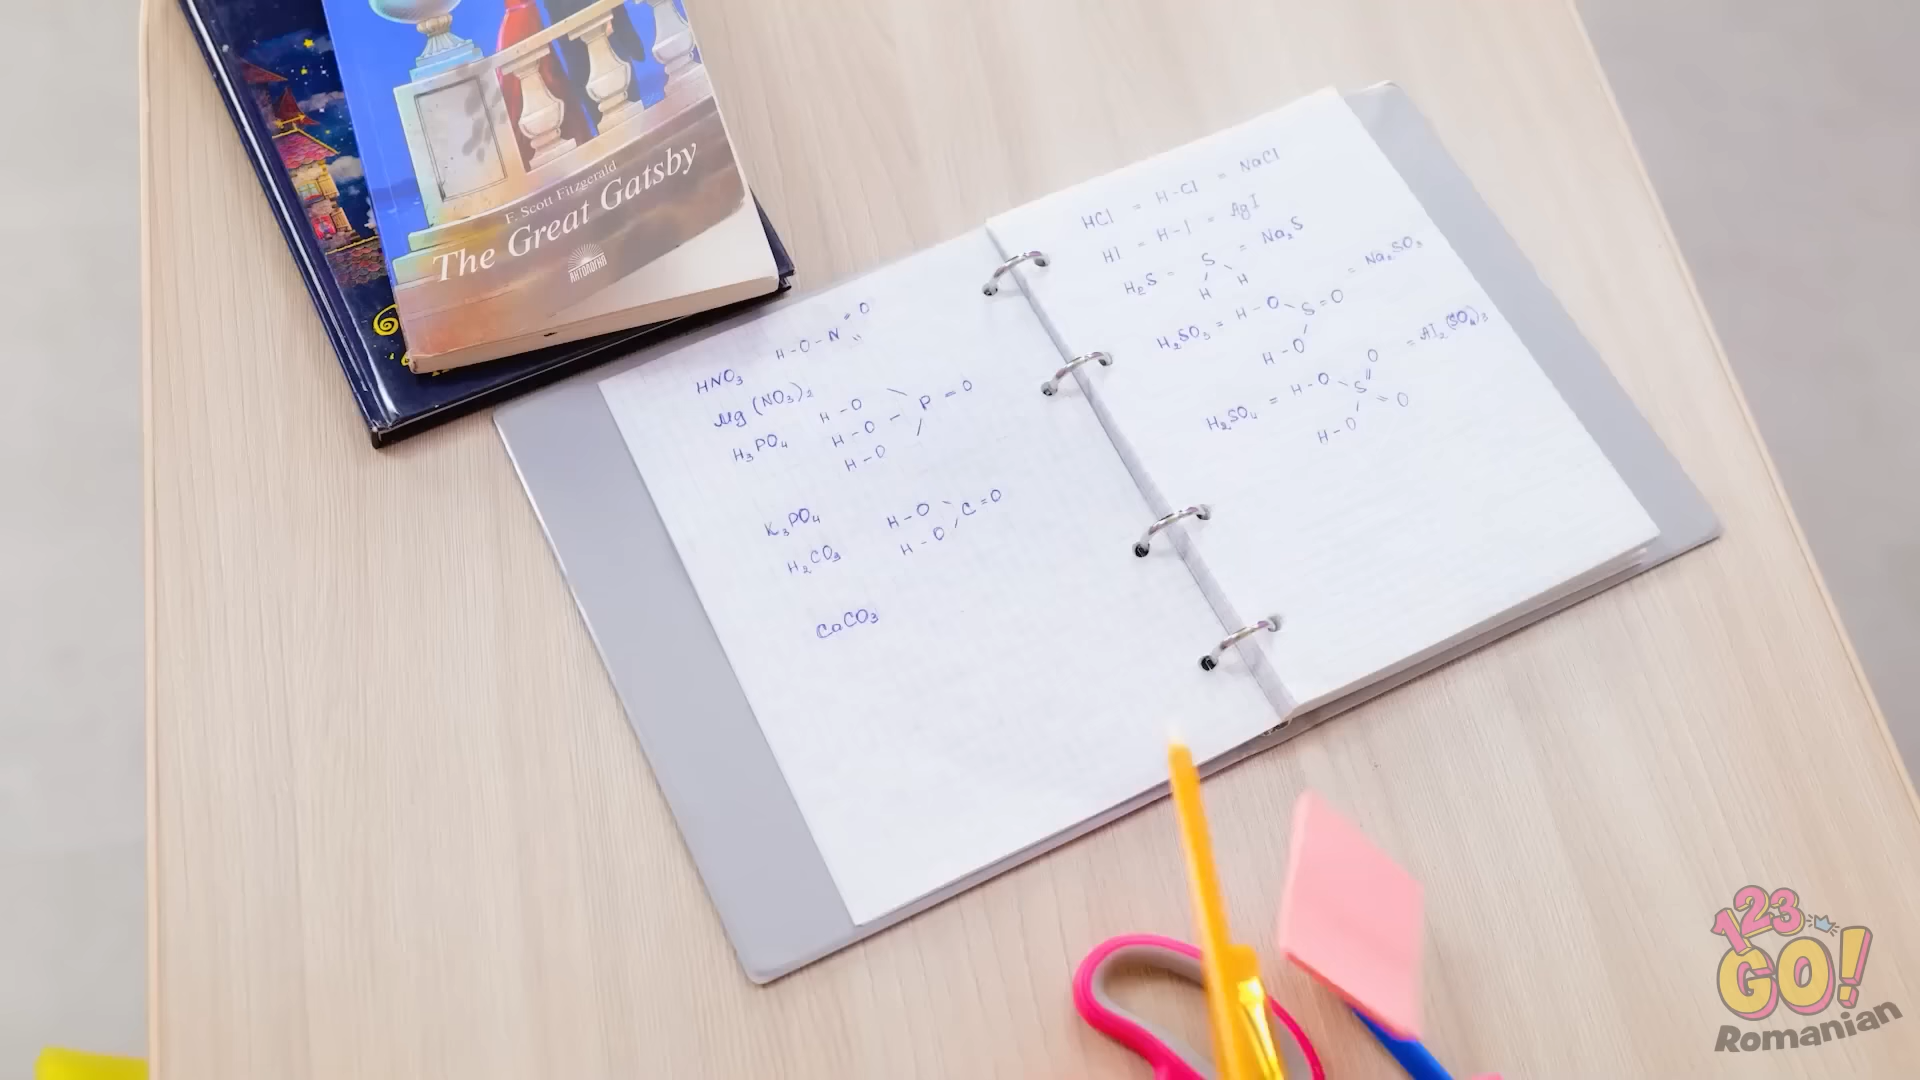 F. Scott Fitzgerald
The Great Gatsby
АНТОЛОГИЯ
HNO₃ H-O-N=O
Mg(NO₃)₂
H₃PO₄ H-O
H-O-P=O
H-O
K₃PO₄ H-O C=O
H₂CO₃ H-O
CaCO₃
HCl = H-Cl = NaCl
HI = H-I = AgI
H₂S = S = Na₂S
H H
H₂SO₃ = H-O S=O = Na₂SO₃
H-O
H₂SO₄ = H-O S=O =O = Al₂(SO₄)₃
H-O
123
GO!
Romanian